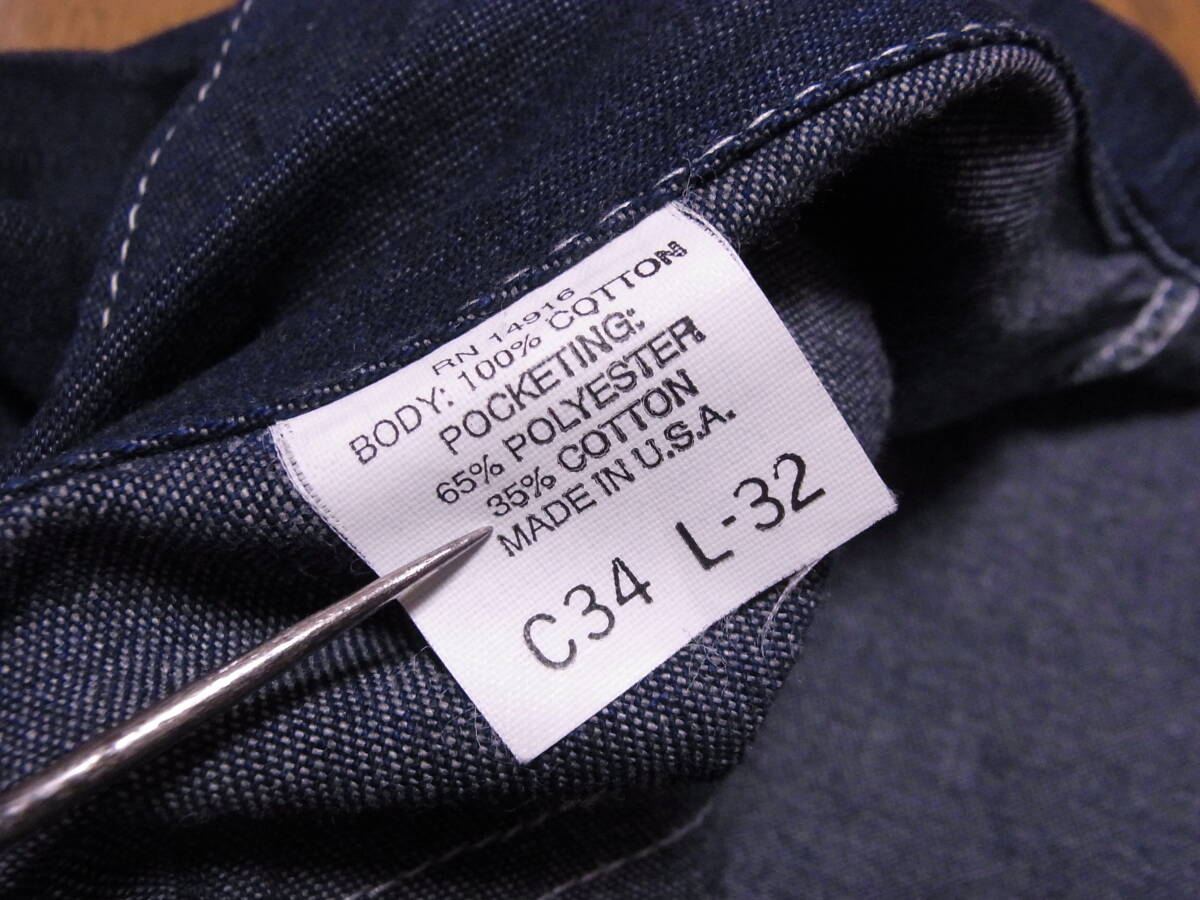 RN 14916
BODY: 100% COTTON
POCKETING:
65% POLYESTER
35% COTTON
MADE IN U.S.A.
C34 L-32